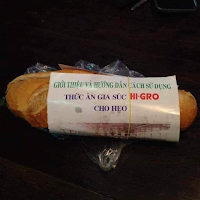 GIỚI THIỆU VÀ HƯỚNG DẪN CÁCH SỬ DỤNG
THỨC ĂN GIA SÚC HI-GRO
CHO HEO